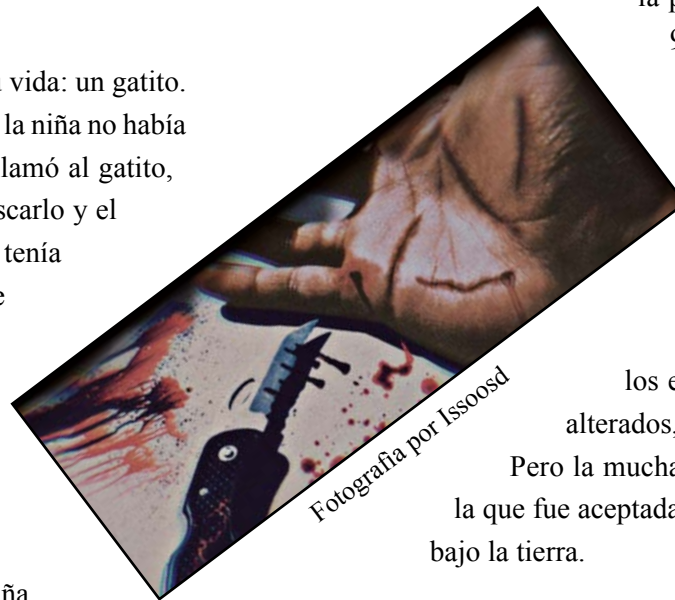 vida: un gatito.
la niña no había
lamó al gatito,
scarlo y el
tenía
e
ña
la p
Fotografia por Issoosd
los e
alterados,
Pero la mucha
la que fue aceptada
bajo la tierra.